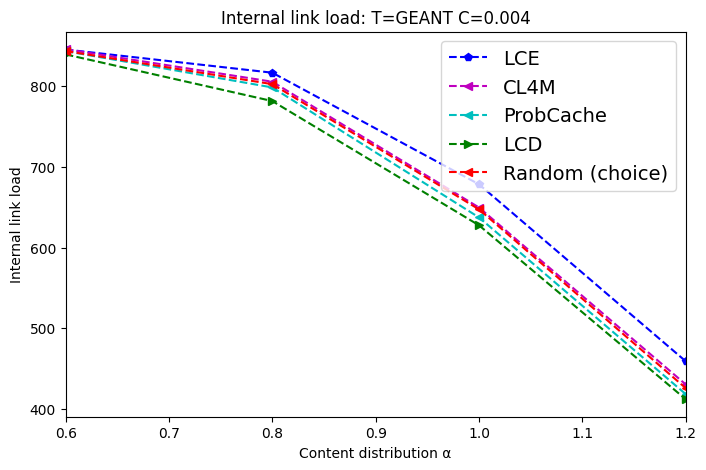 Internal link load: T=GEANT C=0.004
LCE
CL4M
ProbCache
LCD
Random (choice)
Internal link load
800
700
600
500
400
0.6
0.7
0.8
0.9
1.0
1.1
1.2
Content distribution α